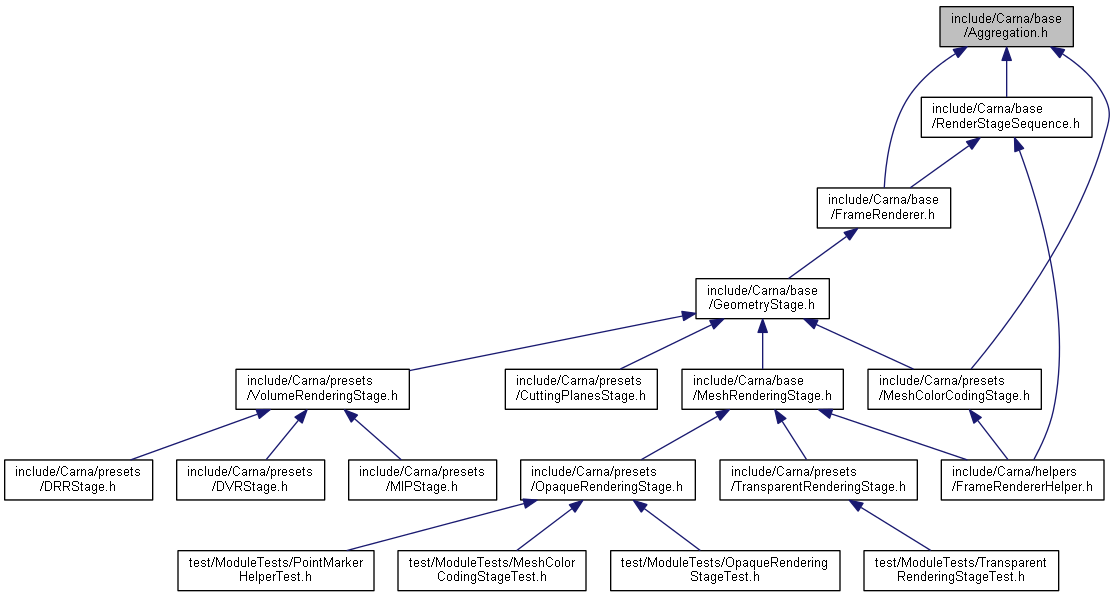 include/Carna/base
/Aggregation.h
include/Carna/base
/RenderStageSequence.h
include/Carna/base
/FrameRenderer.h
include/Carna/base
/GeometryStage.h
include/Carna/presets
/VolumeRenderingStage.h
include/Carna/presets
/CuttingPlanesStage.h
include/Carna/base
/MeshRenderingStage.h
include/Carna/presets
/MeshColorCodingStage.h
include/Carna/presets
/DRRStage.h
include/Carna/presets
/DVRStage.h
include/Carna/presets
/MIPStage.h
include/Carna/presets
/OpaqueRenderingStage.h
include/Carna/presets
/TransparentRenderingStage.h
include/Carna/helpers
/FrameRendererHelper.h
test/ModuleTests/PointMarker
HelperTest.h
test/ModuleTests/MeshColor
CodingStageTest.h
test/ModuleTests/OpaqueRendering
StageTest.h
test/ModuleTests/Transparent
RenderingStageTest.h